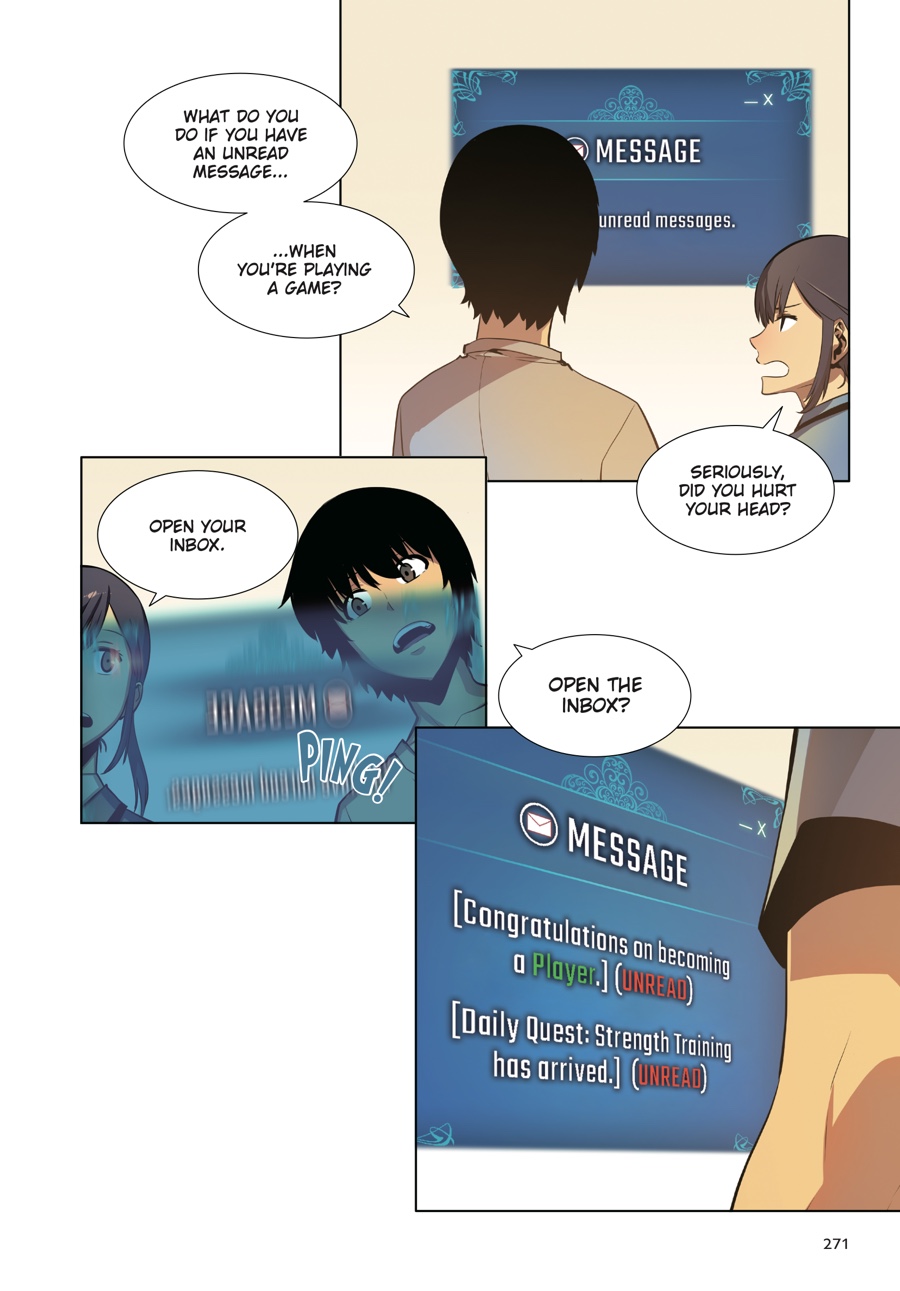 WHAT DO YOU
DO IF YOU HAVE
AN UNREAD
MESSAGE...
...WHEN
YOU'RE PLAYING
A GAME?
— X
MESSAGE
unread messages.
SERIOUSLY,
DID YOU HURT
YOUR HEAD?
OPEN YOUR
INBOX.
MESSAGE
PING!
OPEN THE
INBOX?
— X
MESSAGE
[Congratulations on becoming
a Player.] (UNREAD)
[Daily Quest: Strength Training
has arrived.] (UNREAD)
271